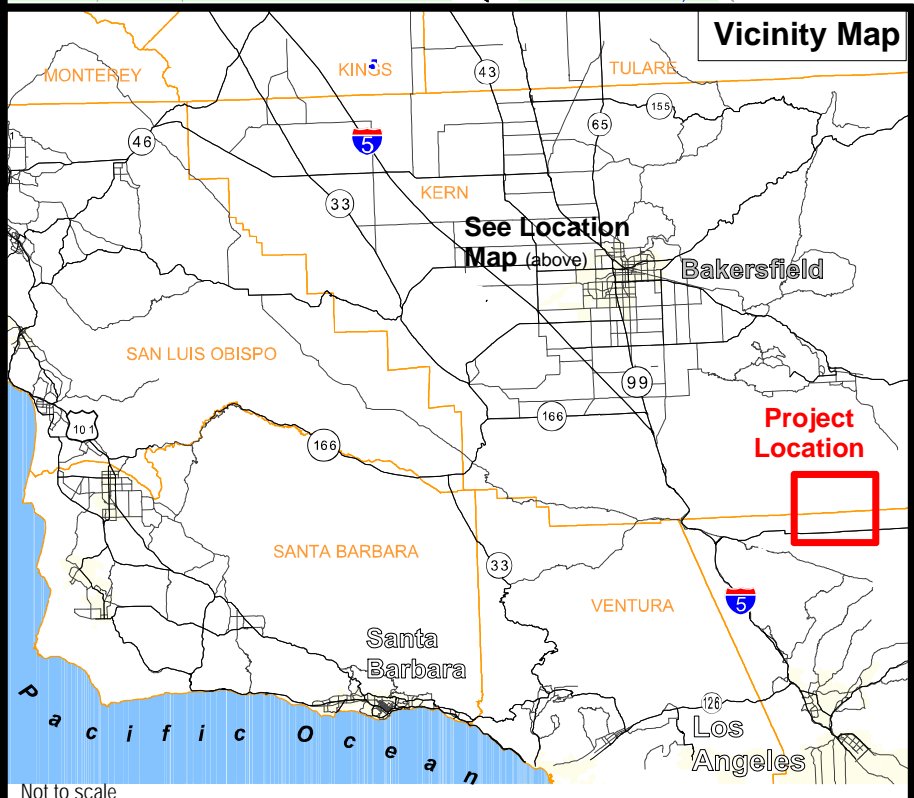 Vicinity Map
MONTEREY
KINGS
TULARE
43
155
65
46
5
1
33
KERN
See Location
Map (above)
Bakersfield
SAN LUIS OBISPO
99
166
101
166
Project
Location
SANTA BARBARA
33
VENTURA
5
Santa
Barbara
126
Los
Angeles
Pacific Ocean
Not to scale